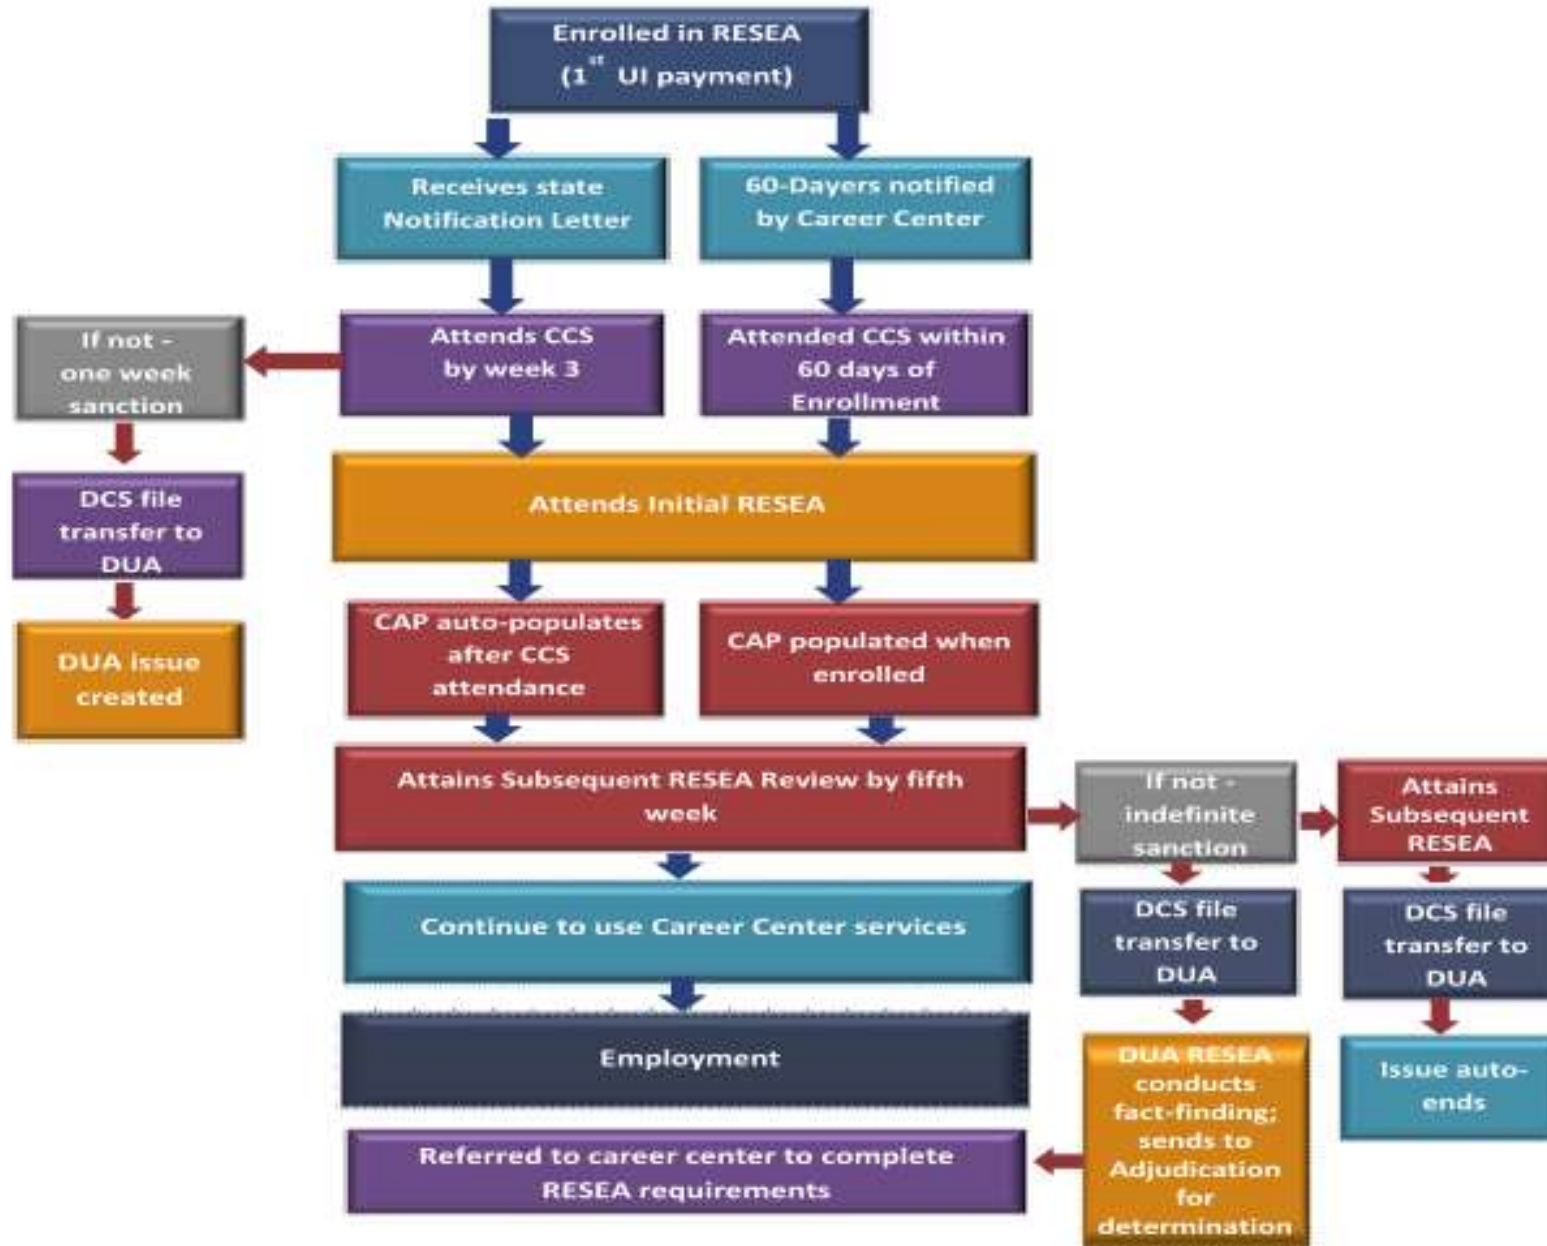 Enrolled in RESEA
(1st UI payment)
Receives state
Notification Letter
60-Dayers notified
by Career Center
If not -
one week
sanction
Attends CCS
by week 3
Attended CCS within
60 days of
Enrollment
DCS file
transfer to
DUA
Attends Initial RESEA
DUA issue
created
CAP auto-populates
after CCS
attendance
CAP populated when
enrolled
Attains Subsequent RESEA Review by fifth
week
If not -
indefinite
sanction
Attains
Subsequent
RESEA
Continue to use Career Center services
DCS file
transfer to
DUA
DCS file
transfer to
DUA
Employment
DUA RESEA
conducts
fact-finding;
sends to
Adjudication
for
determination
Issue auto-
ends
Referred to career center to complete
RESEA requirements